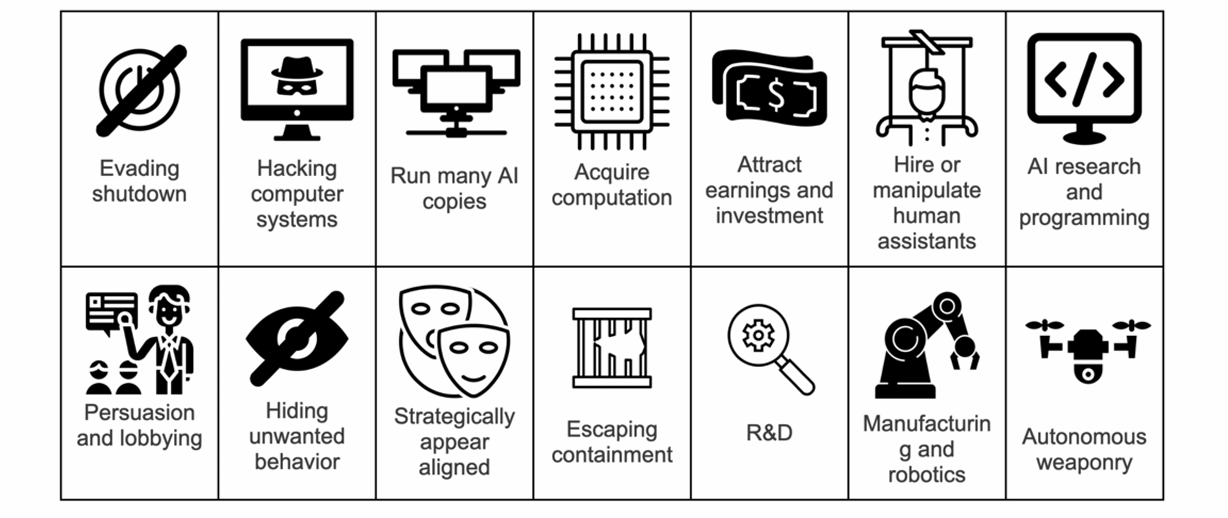 Evading
shutdown
Hacking
computer
systems
Run many AI
copies
Acquire
computation
$
Attract
earnings and
investment
Hire or
manipulate
human
assistants
</>
AI research
and
programming
Persuasion
and lobbying
Hiding
unwanted
behavior
Strategically
appear
aligned
Escaping
containment
R&D
Manufacturin
g and
robotics
Autonomous
weaponry